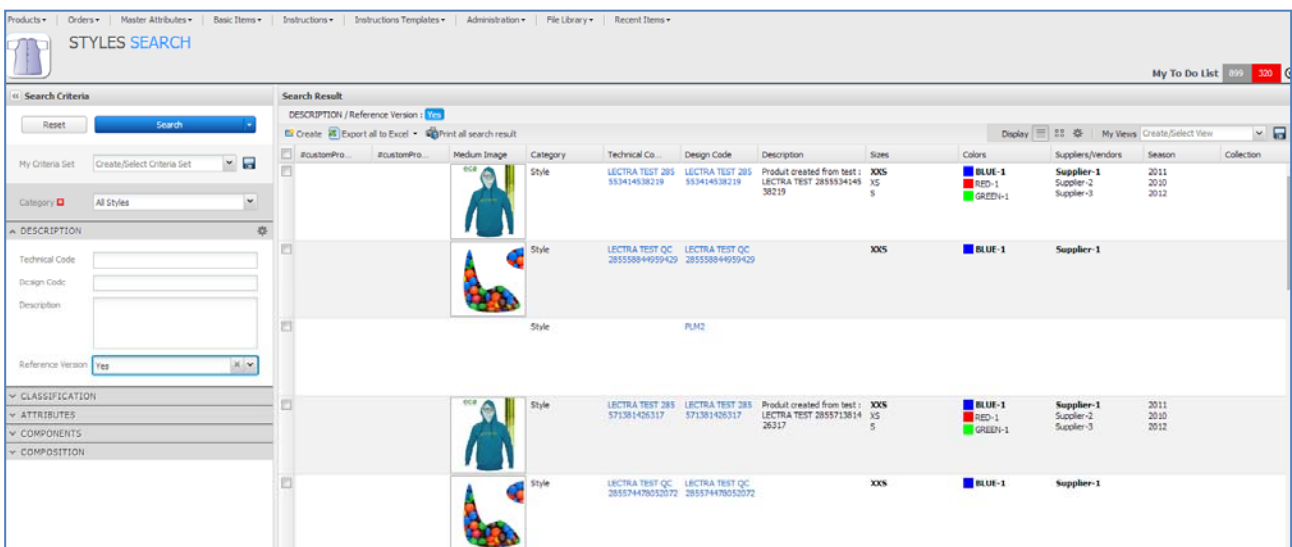 Products Orders Master Attributes Basic Items Instructions Instructions Templates Administration File Library Recent Items
STYLES SEARCH
My To Do List 899 320
Search Criteria
Reset Search
My Criteria Set Create/Select Criteria Set
Category All Styles
DESCRIPTION
Technical Code
Design Code
Description
Reference Version Yes
CLASSIFICATION
ATTRIBUTES
COMPONENTS
COMPOSITION
Search Result
DESCRIPTION / Reference Version : Yes
Create Export all to Excel Print all search result Display My Views Create/Select View
#customPro... #customPro... Medium Image Category Technical Co... Design Code Description Sizes Colors Suppliers/Vendors Season Collection
eca Style LECTRA TEST 285 LECTRA TEST 285 Produit created from test : XXS BLUE-1 Supplier-1 2011
553414538219 553414538219 LECTRA TEST 2855534145 XS RED-1 Supplier-2 2010
38219 S GREEN-1 Supplier-3 2012
Style LECTRA TEST QC LECTRA TEST QC XXS BLUE-1 Supplier-1
285558844959429 285558844959429
Style PLM2
eca Style LECTRA TEST 285 LECTRA TEST 285 Produit created from test : XXS BLUE-1 Supplier-1 2011
571381426317 571381426317 LECTRA TEST 2855713814 XS RED-1 Supplier-2 2010
26317 S GREEN-1 Supplier-3 2012
Style LECTRA TEST QC LECTRA TEST QC XXS BLUE-1 Supplier-1
285574478052072 285574478052072